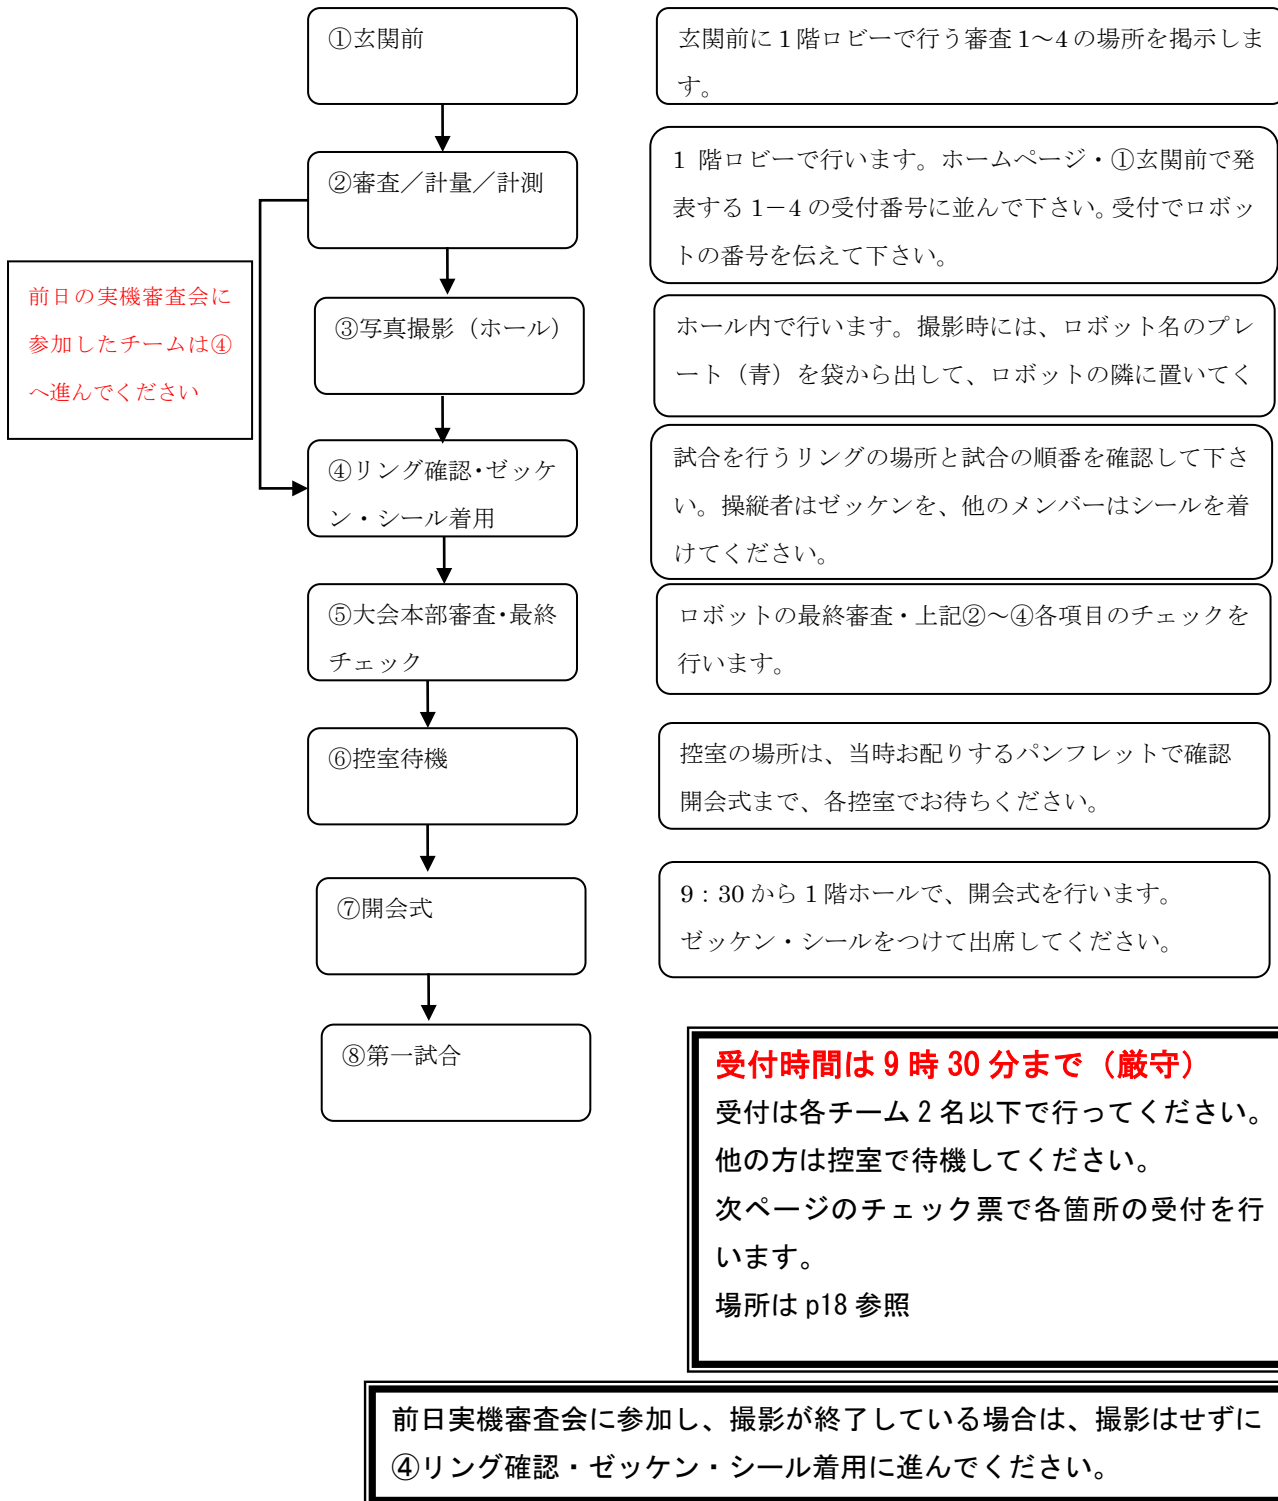 ①玄関前
玄関前に1階ロビーで行う審査1〜4の場所を掲示しま
す。
②審査／計量／計測
1 階ロビーで行います。ホームページ・①玄関前で発
表する1－4の受付番号に並んで下さい。受付でロボッ
トの番号を伝えて下さい。
前日の実機審査会に
参加したチームは④
へ進んでください
③写真撮影（ホール）
ホール内で行います。撮影時には、ロボット名のプレ
ート（青）を袋から出して、ロボットの隣に置いてく
④リング確認・ゼッケ
ン・シール着用
試合を行うリングの場所と試合の順番を確認して下さ
い。操縦者はゼッケンを、他のメンバーはシールを着
けてください。
⑤大会本部審査・最終
チェック
ロボットの最終審査・上記②〜④各項目のチェックを
行います。
⑥控室待機
控室の場所は、当時お配りするパンフレットで確認
開会式まで、各控室でお待ちください。
⑦開会式
9：30から1階ホールで、開会式を行います。
ゼッケン・シールをつけて出席してください。
⑧第一試合
受付時間は9時30分まで（厳守）
受付は各チーム2名以下で行ってください。
他の方は控室で待機してください。
次ページのチェック票で各箇所の受付を行
います。
場所はp18参照
前日実機審査会に参加し、撮影が終了している場合は、撮影はせずに
④リング確認・ゼッケン・シール着用に進んでください。